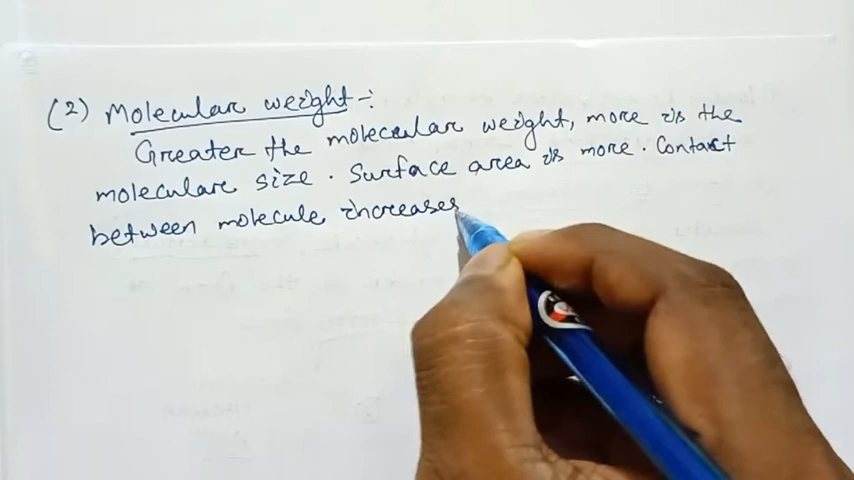 (2) Molecular weight :-
Greater the molecular weight, more is the
molecular size. Surface area is more. Contact
between molecule increases